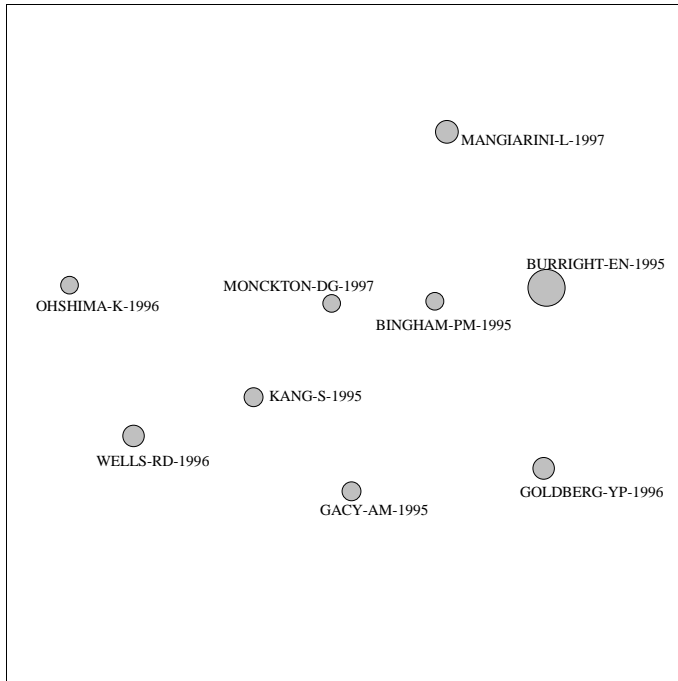 MANGIARINI-L-1997
BURRIGHT-EN-1995
MONCKTON-DG-1997
OHSHIMA-K-1996
BINGHAM-PM-1995
KANG-S-1995
WELLS-RD-1996
GOLDBERG-YP-1996
GACY-AM-1995